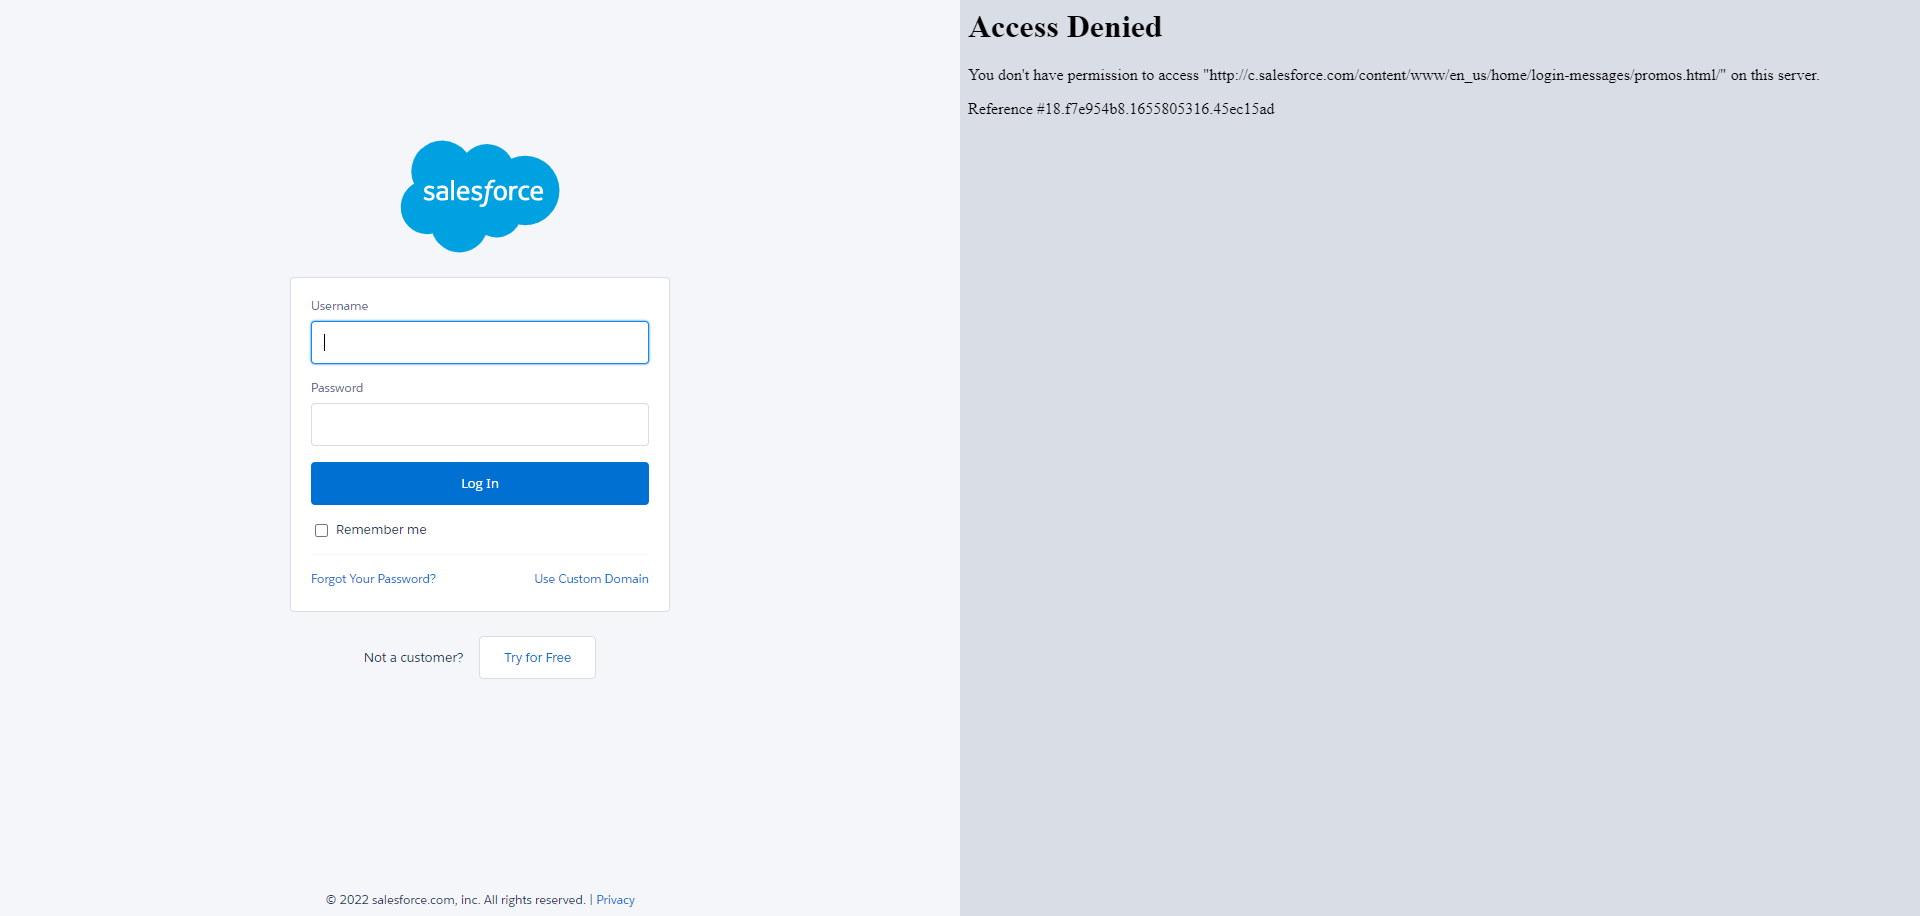 salesforce
Username
Password
Log In
Remember me
Forgot Your Password? Use Custom Domain
Not a customer? Try for Free
© 2022 salesforce.com, inc. All rights reserved. | Privacy
Access Denied
You don't have permission to access "http://c.salesforce.com/content/www/en_us/home/login-messages/promos.html/" on this server.
Reference #18.f7e954b8.1655805316.45ec15ad